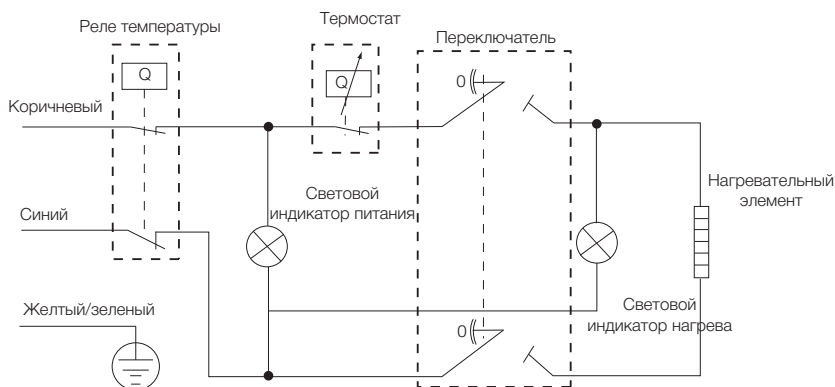 Реле температуры
Термостат
Переключатель
Q
Q
0
Коричневый
Световой
индикатор питания
Нагревательный
элемент
Синий
Желтый/зеленый
0
Световой
индикатор нагрева